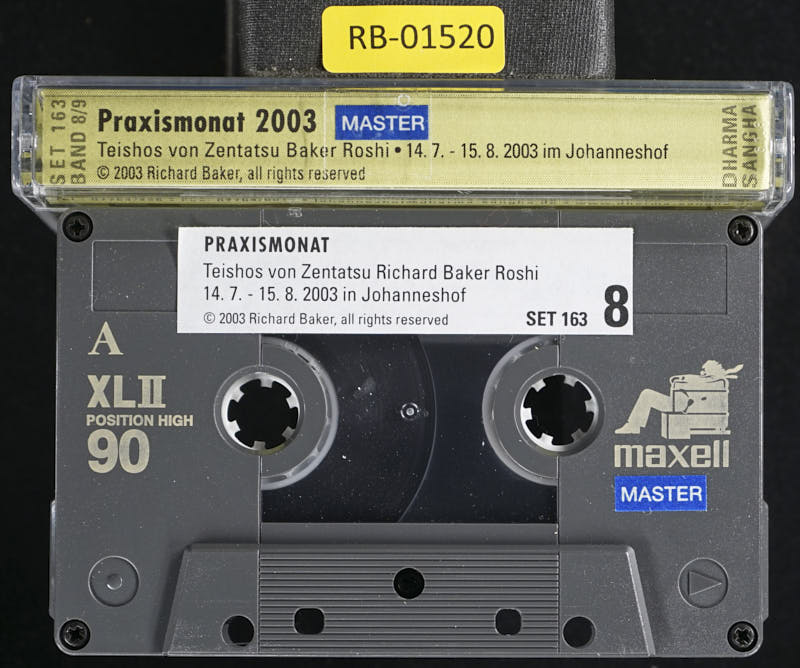 RB-01520
SET 163
BAND 8/9
Praxismonat 2003 MASTER
Teishos von Zentatsu Baker Roshi • 14. 7. - 15. 8. 2003 im Johanneshof
© 2003 Richard Baker, all rights reserved
DHARMA
SANGHA
PRAXISMONAT
Teishos von Zentatsu Richard Baker Roshi
14. 7. - 15. 8. 2003 in Johanneshof
© 2003 Richard Baker, all rights reserved
SET 163 8
A
XLII
POSITION HIGH
90
maxell
MASTER